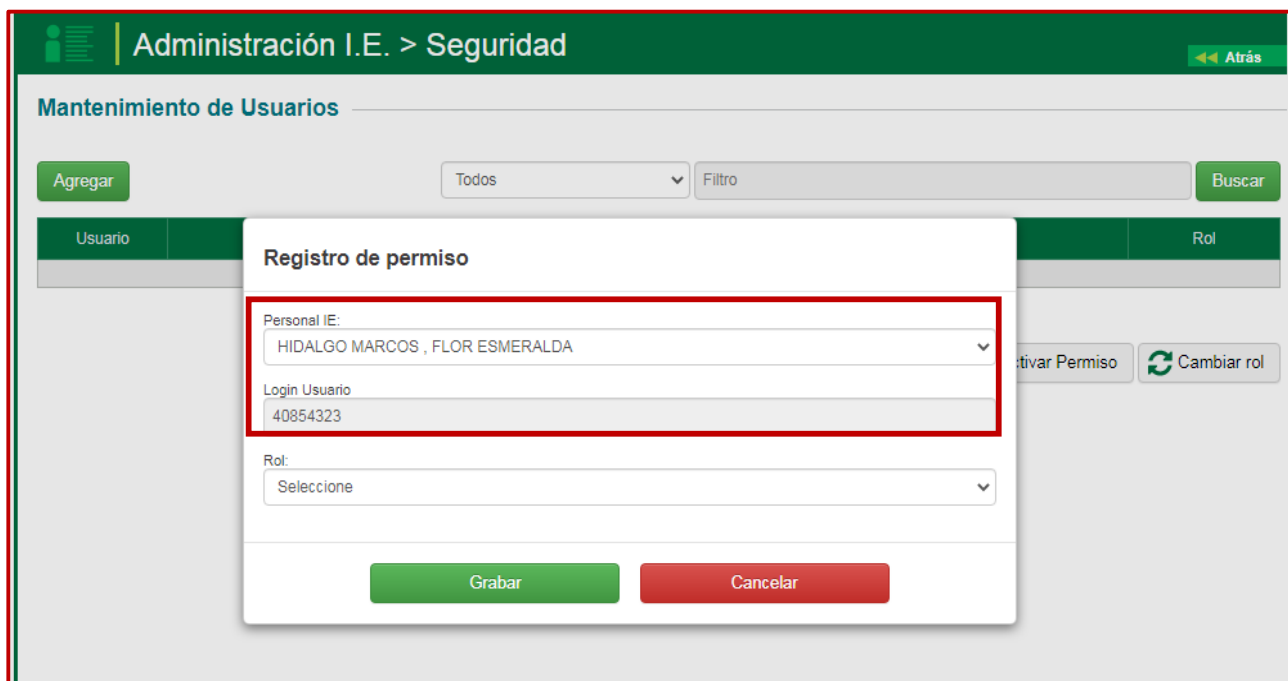 Administración I.E. > Seguridad
Atrás
Mantenimiento de Usuarios
Agregar
Todos
Filtro
Buscar
Usuario
Rol
Registro de permiso
Personal IE:
HIDALGO MARCOS , FLOR ESMERALDA
Login Usuario
40854323
tivar Permiso
Cambiar rol
Rol:
Seleccione
Grabar
Cancelar